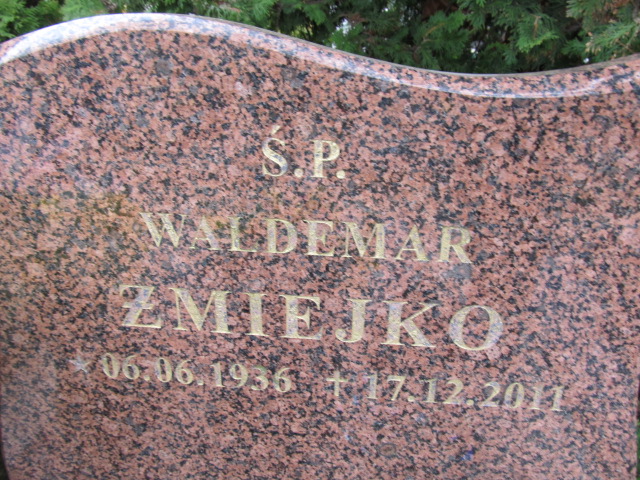 Ś.P.
WALDEMAR
ŻMIEJKO
* 06.06.1936 ✝ 17.12.2011